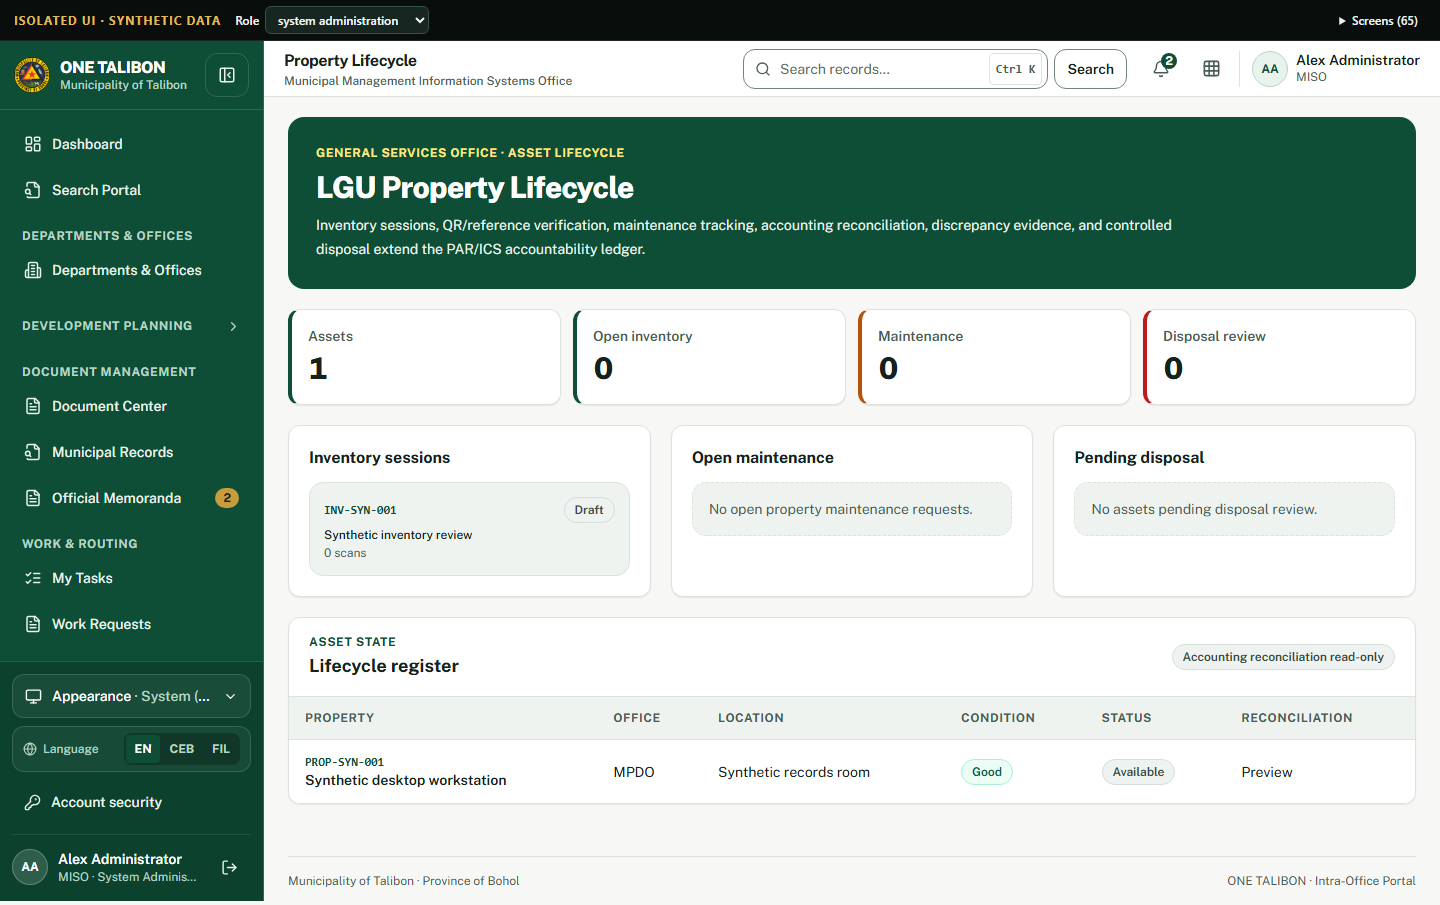 ISOLATED UI · SYNTHETIC DATA
Role
system administration
Screens (65)
ONE TALIBON
Municipality of Talibon
Property Lifecycle
Municipal Management Information Systems Office
Search records...
Ctrl K
Search
2
AA
Alex Administrator
MISO
Dashboard
Search Portal
DEPARTMENTS & OFFICES
Departments & Offices
DEVELOPMENT PLANNING
DOCUMENT MANAGEMENT
Document Center
Municipal Records
Official Memoranda
2
WORK & ROUTING
My Tasks
Work Requests
Appearance · System (...
Language
EN
CEB
FIL
Account security
AA
Alex Administrator
MISO · System Adminis...
GENERAL SERVICES OFFICE · ASSET LIFECYCLE
LGU Property Lifecycle
Inventory sessions, QR/reference verification, maintenance tracking, accounting reconciliation, discrepancy evidence, and controlled
disposal extend the PAR/ICS accountability ledger.
Assets
1
Open inventory
0
Maintenance
0
Disposal review
0
Inventory sessions
INV-SYN-001
Draft
Synthetic inventory review
0 scans
Open maintenance
No open property maintenance requests.
Pending disposal
No assets pending disposal review.
ASSET STATE
Lifecycle register
Accounting reconciliation read-only
PROPERTY
OFFICE
LOCATION
CONDITION
STATUS
RECONCILIATION
PROP-SYN-001
Synthetic desktop workstation
MPDO
Synthetic records room
Good
Available
Preview
Municipality of Talibon · Province of Bohol
ONE TALIBON · Intra-Office Portal